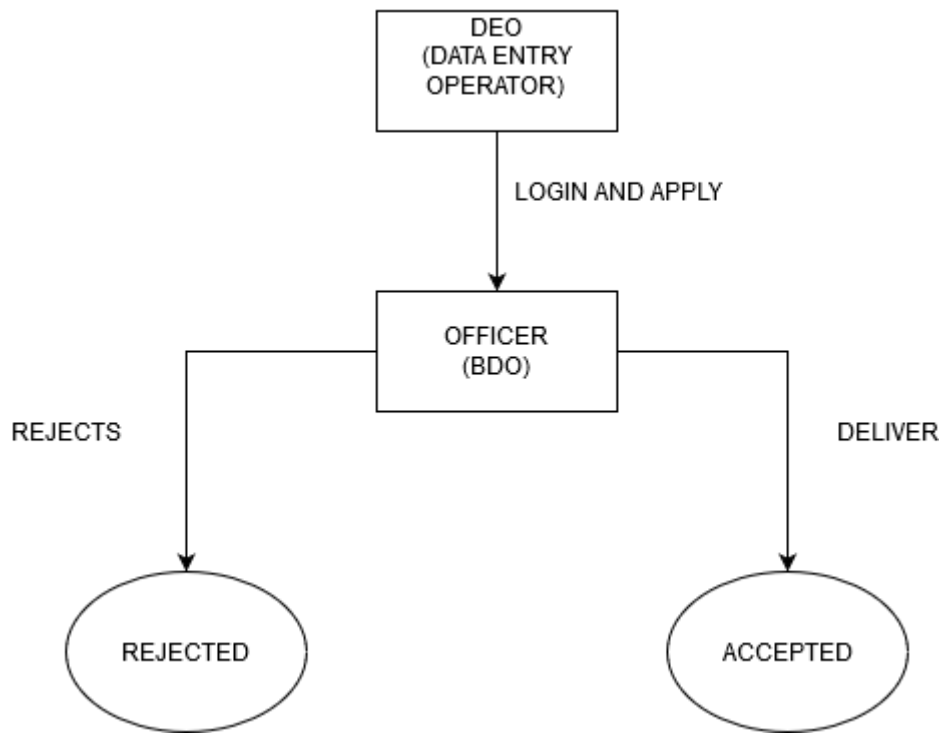 DEO
(DATA ENTRY
OPERATOR)
LOGIN AND APPLY
OFFICER
(BDO)
REJECTS
DELIVER
REJECTED
ACCEPTED